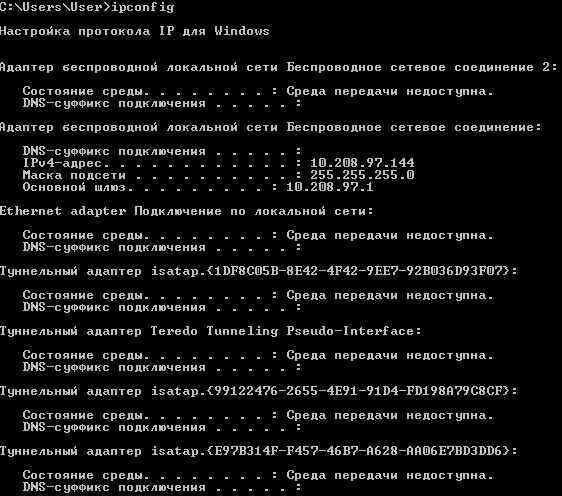 C:\Users\User>ipconfig
Настройка протокола IP для Windows
Адаптер беспроводной локальной сети Беспроводное сетевое соединение 2:
Состояние среды. . . . . . . . : Среда передачи недоступна.
DNS-суффикс подключения . . . . . :
Адаптер беспроводной локальной сети Беспроводное сетевое соединение:
DNS-суффикс подключения . . . . . :
IPv4-адрес. . . . . . . . . . . . : 10.208.97.144
Маска подсети . . . . . . . . . . : 255.255.255.0
Основной шлюз. . . . . . . . . : 10.208.97.1
Ethernet adapter Подключение по локальной сети:
Состояние среды. . . . . . . . : Среда передачи недоступна.
DNS-суффикс подключения . . . . . :
Туннельный адаптер isatap.{1DF8C05B-8E42-4F42-9EE7-92B036D93F07}:
Состояние среды. . . . . . . . : Среда передачи недоступна.
DNS-суффикс подключения . . . . . :
Туннельный адаптер Teredo Tunneling Pseudo-Interface:
Состояние среды. . . . . . . . : Среда передачи недоступна.
DNS-суффикс подключения . . . . . :
Туннельный адаптер isatap.{99122476-2655-4E91-91D4-FD198A79C8CF}:
Состояние среды. . . . . . . . : Среда передачи недоступна.
DNS-суффикс подключения . . . . . :
Туннельный адаптер isatap.{E97B314F-F457-46B7-A628-AA06E7BD3DD6}:
Состояние среды. . . . . . . . : Среда передачи недоступна.
DNS-суффикс подключения . . . . . :